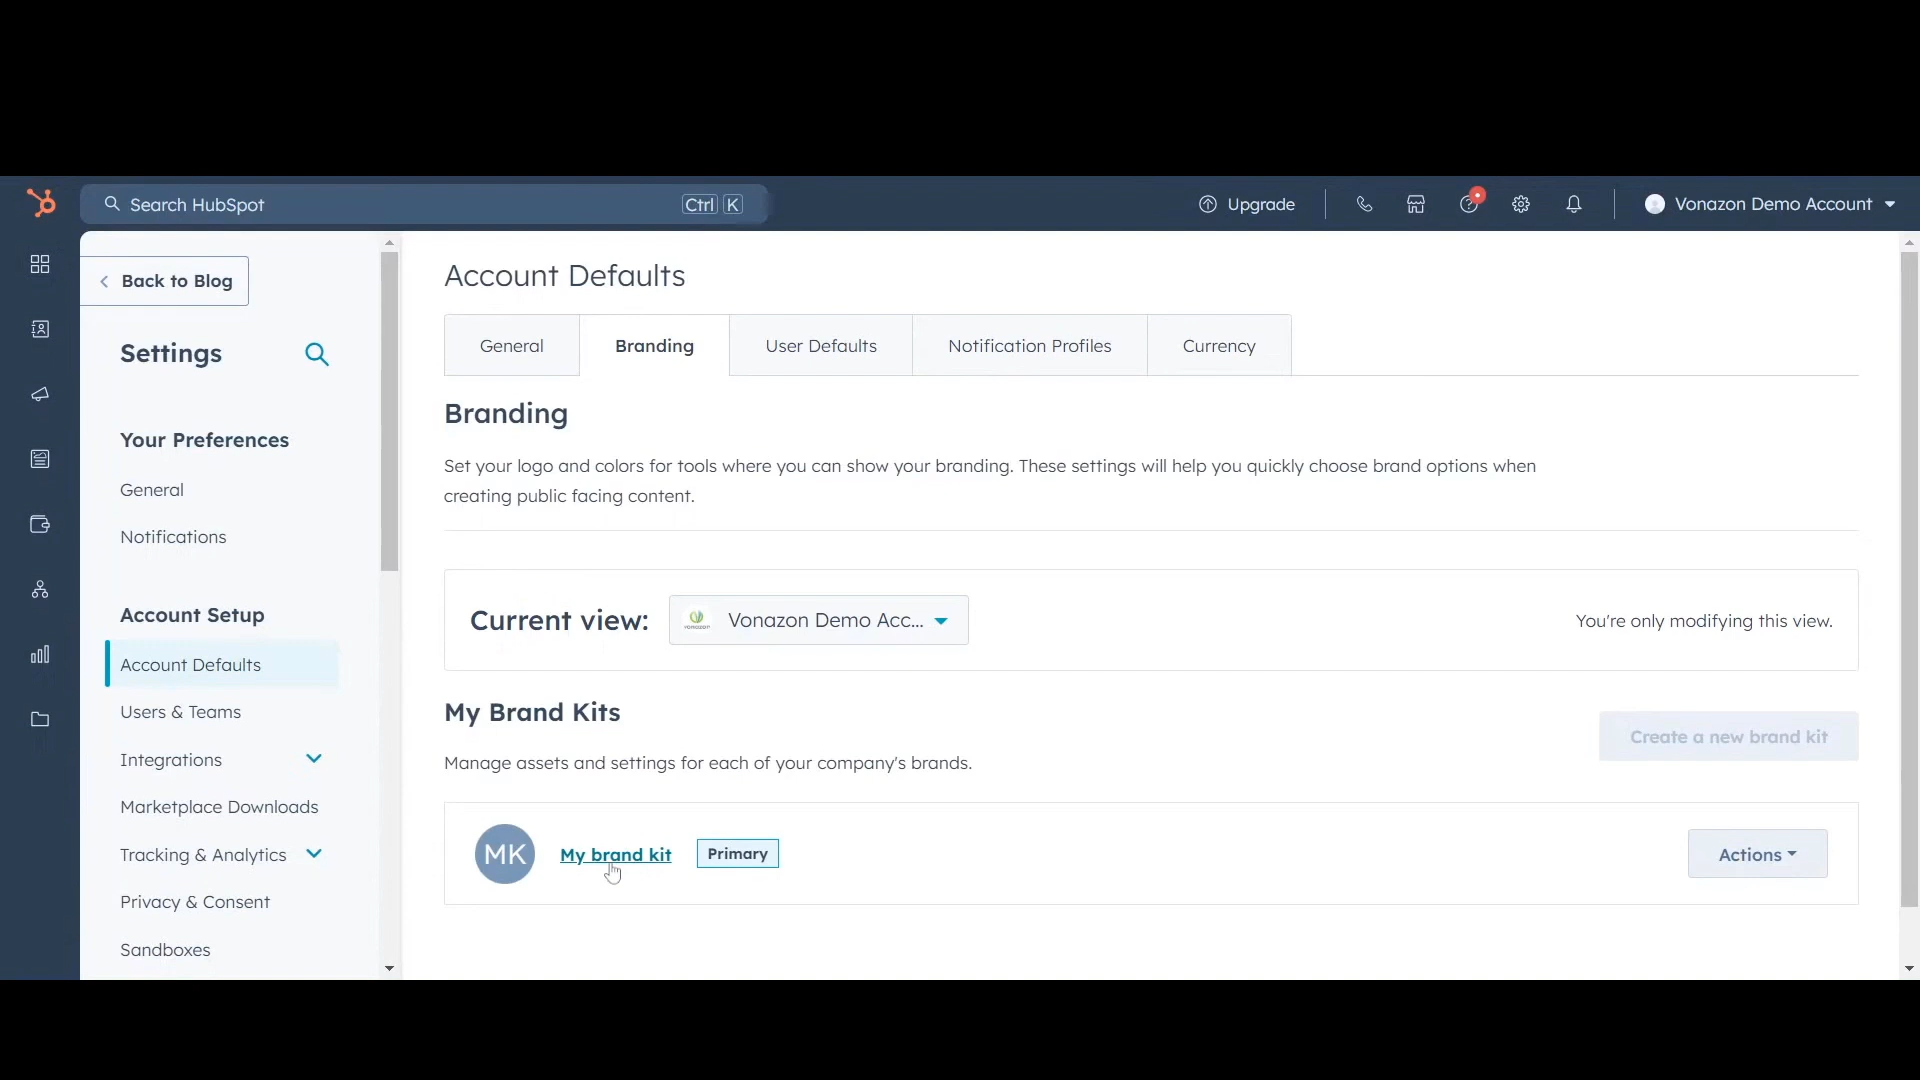 Search HubSpot
Ctrl K
Upgrade
Vonazon Demo Account
Back to Blog
Settings
Your Preferences
General
Notifications
Account Setup
Account Defaults
Users & Teams
Integrations
Marketplace Downloads
Tracking & Analytics
Privacy & Consent
Sandboxes
Account Defaults
General
Branding
User Defaults
Notification Profiles
Currency
Branding
Set your logo and colors for tools where you can show your branding. These settings will help you quickly choose brand options when
creating public facing content.
Current view:
vonazon
Vonazon Demo Acc...
You're only modifying this view.
My Brand Kits
Create a new brand kit
Manage assets and settings for each of your company's brands.
MK
My brand kit
Primary
Actions